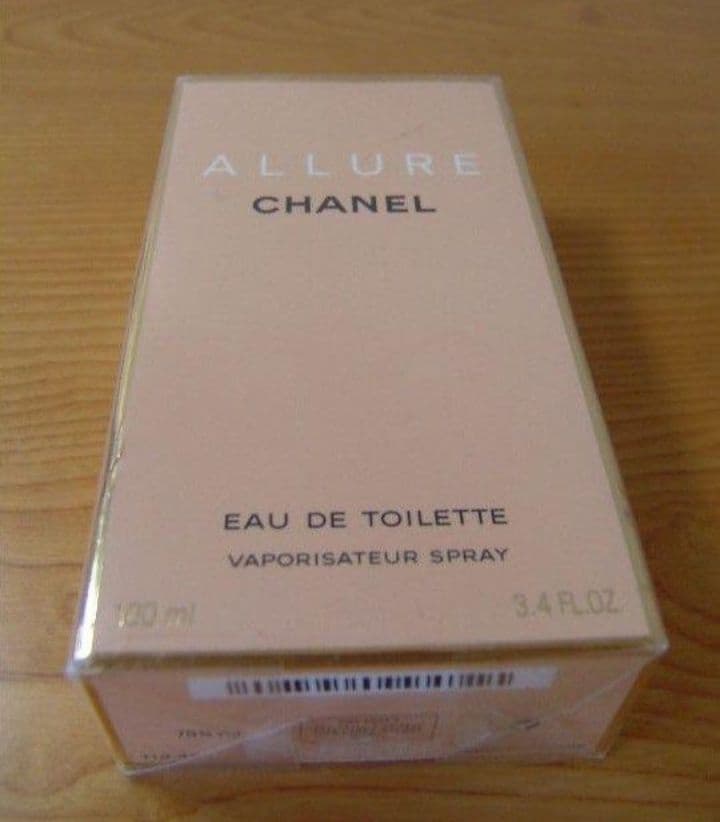 ALLURE
CHANEL
EAU DE TOILETTE
VAPORISATEUR SPRAY
100 ml
3.4 FL.OZ.